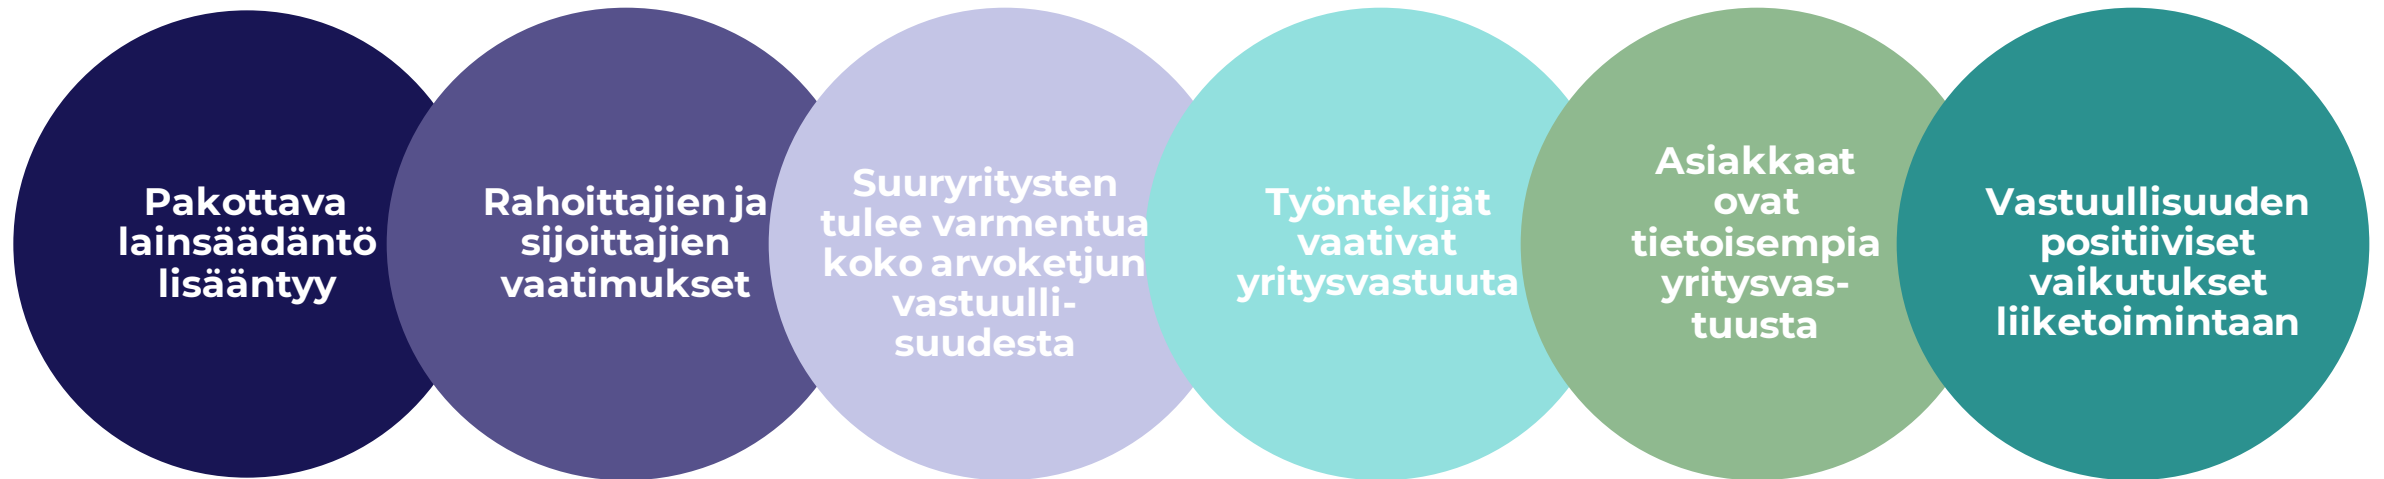 Pakottava
lainsäädäntö
lisääntyy
Rahoittajien ja
sijoittajien
vaatimukset
Suuryritysten
tulee varmentua
koko arvoketjun
vastuulli-
suudesta
Työntekijät
vaativat
yritysvastuuta
Asiakkaat
ovat
tietoisempia
yritysvas-
tuusta
Vastuullisuuden
positiiviset
vaikutukset
liiketoimintaan